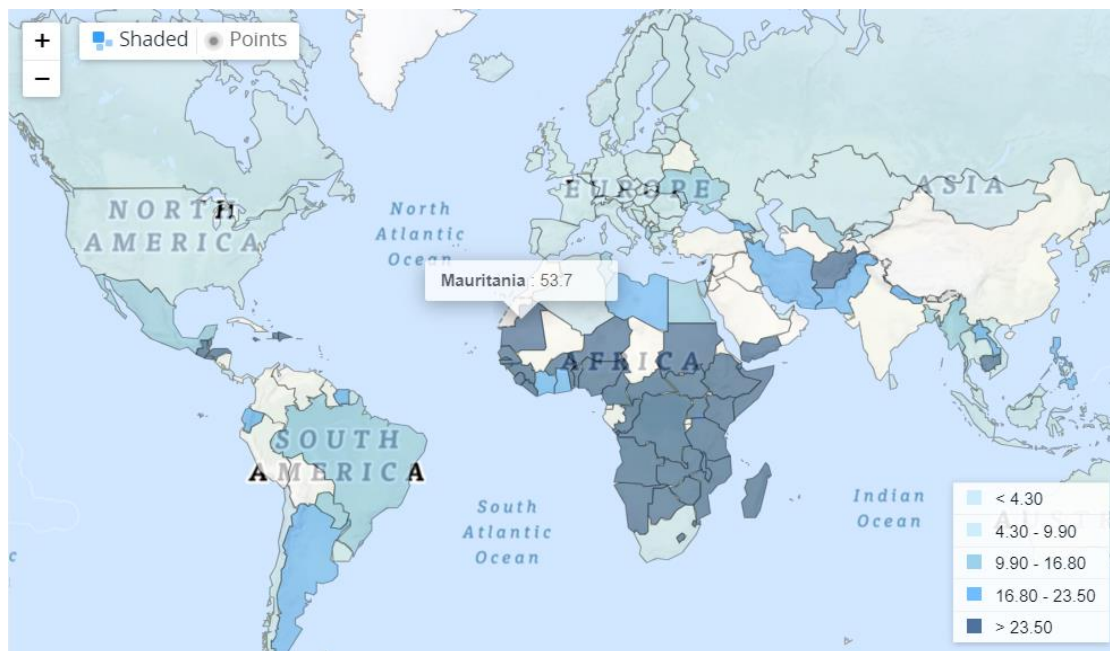 +
−
Shaded
Points
NORTH
AMERICA
North
Atlantic
Ocean
EUROPE
ASIA
Mauritania : 53.7
AFRICA
SOUTH
AMERICA
South
Atlantic
Ocean
Indian
Ocean
< 4.30
4.30 - 9.90
9.90 - 16.80
16.80 - 23.50
> 23.50